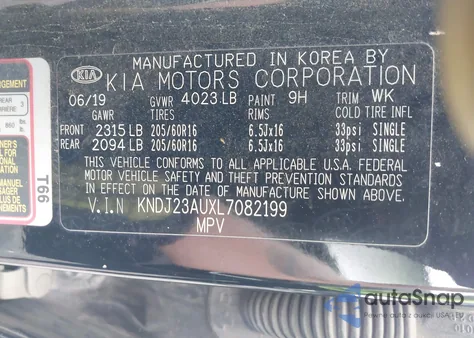 MANUFACTURED IN KOREA BY
KIA KIA MOTORS CORPORATION
06/19 GVWR 4023 LB PAINT 9H TRIM WK
GAWR TIRES RIMS COLD TIRE INFL
FRONT 2315 LB 205/60R16 6.5Jx16 33psi SINGLE
REAR 2094 LB 205/60R16 6.5Jx16 33psi SINGLE
THIS VEHICLE CONFORMS TO ALL APPLICABLE U.S.A FEDERAL
MOTOR VEHICLE SAFETY AND THEFT PREVENTION STANDARDS
IN EFFECT ON THE DATE OF MANUFACTURE SHOWN ABOVE.
V.I.N KNDJ23AUXL7082199
MPV
T66
autoSnap
Pewne auta z USA